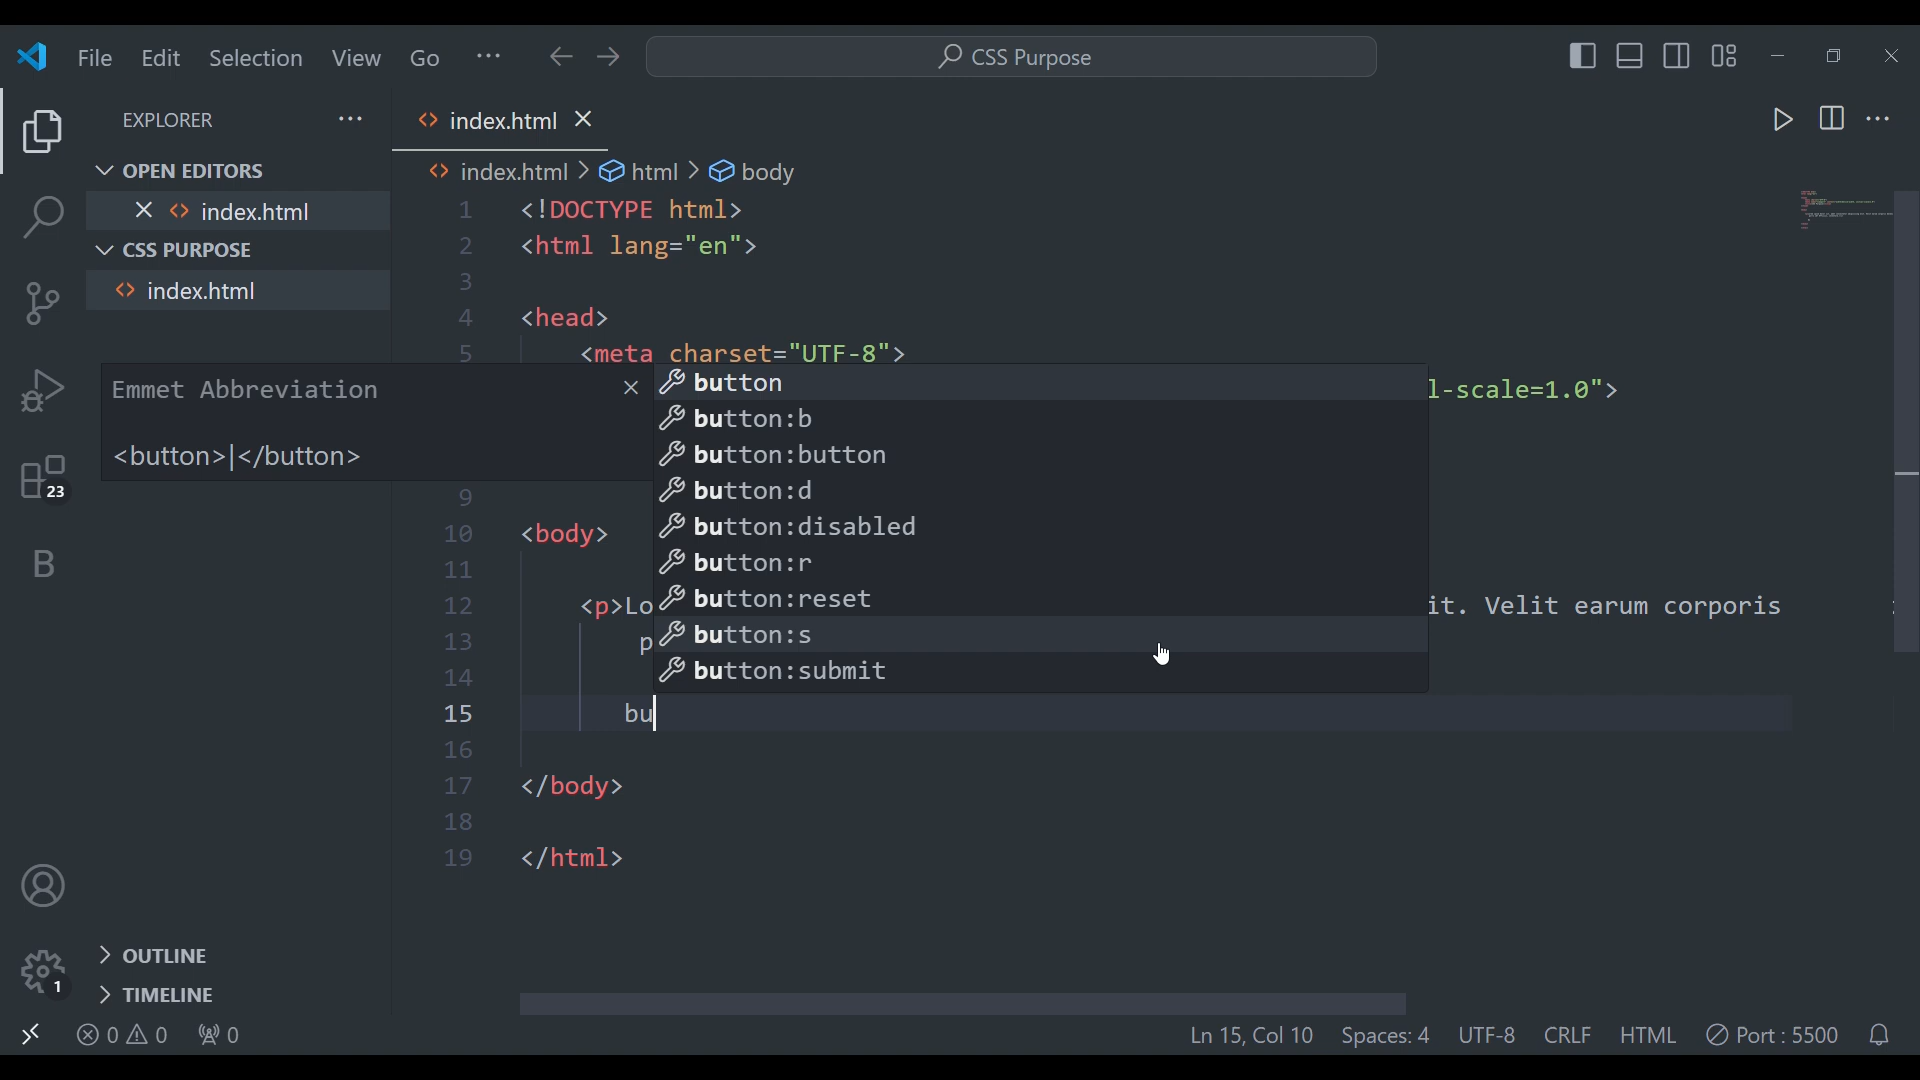 File Edit Selection View Go ··· CSS Purpose
EXPLORER ···
OPEN EDITORS
index.html
CSS PURPOSE
index.html
index.html
index.html > html > body
1 <!DOCTYPE html>
2 <html lang="en">
3
4 <head>
5 <meta charset="UTF-8">
l-scale=1.0">
Emmet Abbreviation
<button>|</button>
button
button:b
button:button
button:d
button:disabled
button:r
button:reset
button:s
button:submit
9
10 <body>
11
12 <p>Lo it. Velit earum corporis
13 p
14
15 bu
16
17 </body>
18
19 </html>
23
B
1
OUTLINE
TIMELINE
0 0 0 Ln 15, Col 10 Spaces: 4 UTF-8 CRLF HTML Port : 5500